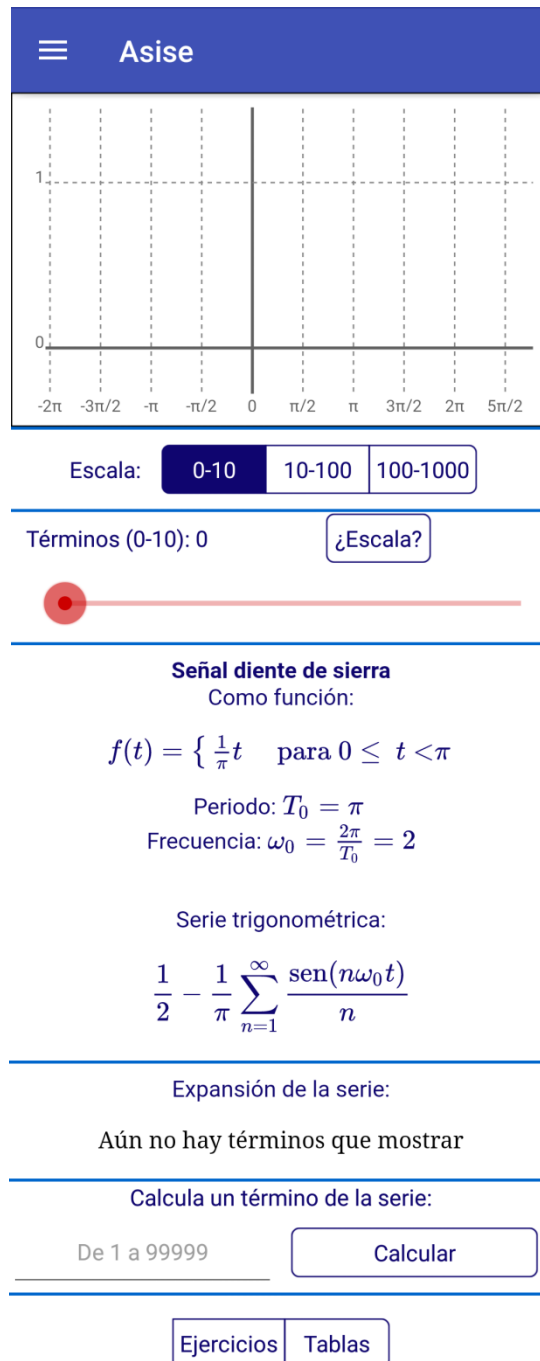 Asise
1
0
-2π -3π/2 -π -π/2 0 π/2 π 3π/2 2π 5π/2
Escala: 0-10 10-100 100-1000
Términos (0-10): 0 ¿Escala?
Señal diente de sierra
Como función:
f(t) = { 1/π t para 0 ≤ t < π
Periodo: T₀ = π
Frecuencia: ω₀ = 2π/T₀ = 2
Serie trigonométrica:
1/2 − 1/π ∑ n=1 ∞ sen(nω₀t)/n
Expansión de la serie:
Aún no hay términos que mostrar
Calcula un término de la serie:
De 1 a 99999 Calcular
Ejercicios Tablas